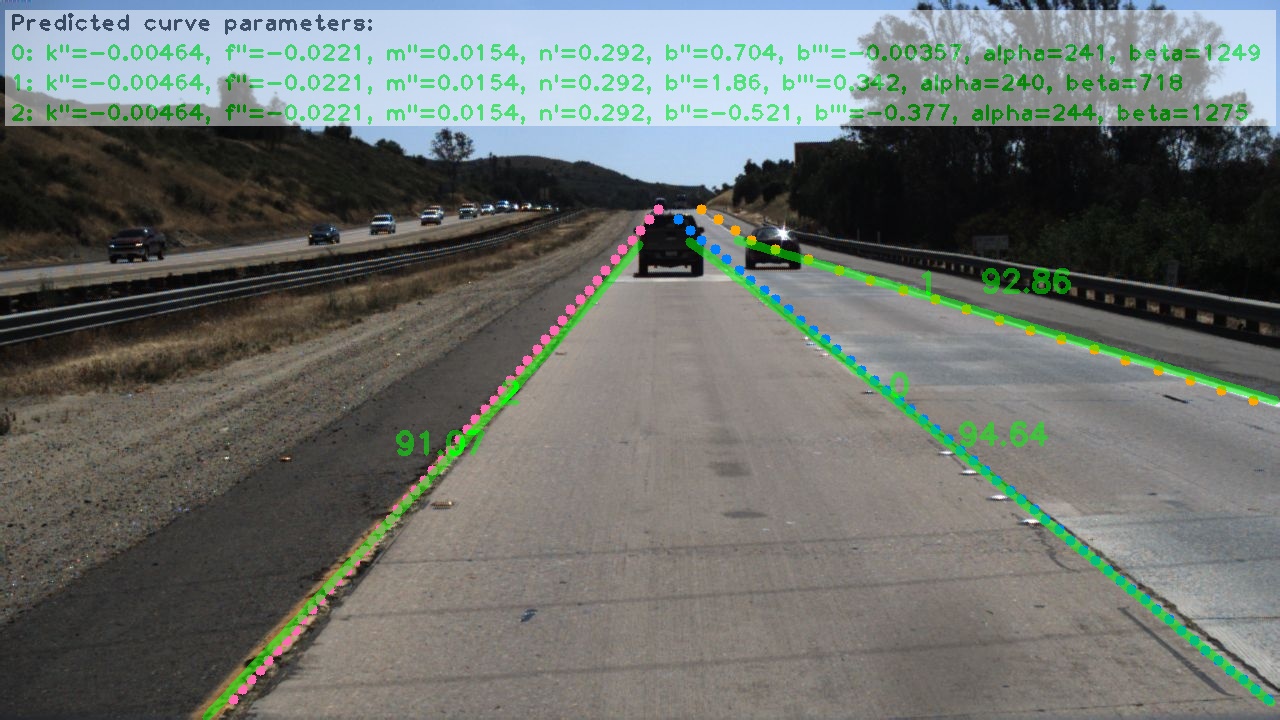 Predicted curve parameters:
0: k''=-0.00464, f''=-0.0221, m''=0.0154, n'=0.292, b''=0.704, b'''=-0.00357, alpha=241, beta=1249
1: k''=-0.00464, f''=-0.0221, m''=0.0154, n'=0.292, b''=1.86, b'''=0.342, alpha=240, beta=718
2: k''=-0.00464, f''=-0.0221, m''=0.0154, n'=0.292, b''=-0.521, b'''=-0.377, alpha=244, beta=1275
1 92.86
0
94.64
91.07